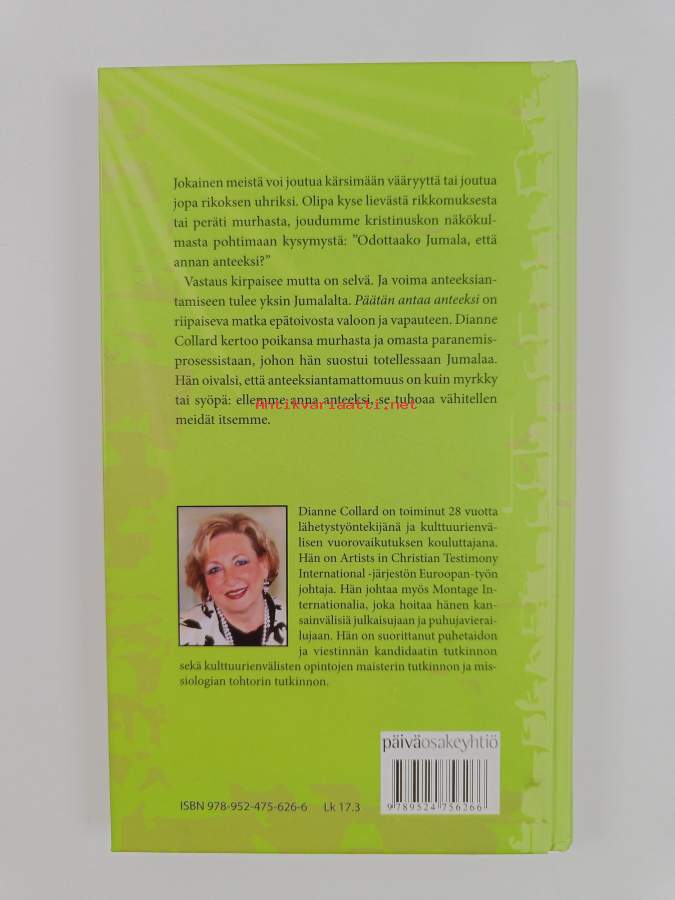 Jokainen meistä voi joutua kärsimään vääryyttä tai joutua
jopa rikoksen uhriksi. Olipa kyse lievästä rikkomuksesta
tai peräti murhasta, joudumme kristinuskon näkökul-
masta pohtimaan kysymystä: ”Odottaako Jumala, että
annan anteeksi?”
Vastaus kirpaisee mutta on selvä. Ja voima anteeksian-
tamiseen tulee yksin Jumalalta. Päätän antaa anteeksi on
riipaiseva matka epätoivosta valoon ja vapauteen. Dianne
Collard kertoo poikansa murhasta ja omasta paranemis-
prosessistaan, johon hän suostui totellessaan Jumalaa.
Hän oivalsi, että anteeksiantamattomuus on kuin myrkky
tai syöpä: ellemme anna anteeksi, se tuhoaa vähitellen
Antikvariaatti.net
meidät itsemme.
Dianne Collard on toiminut 28 vuotta
lähetystyöntekijänä ja kulttuurienvä-
lisen vuorovaikutuksen kouluttajana.
Hän on Artists in Christian Testimony
International -järjestön Euroopan-työn
johtaja. Hän johtaa myös Montage In-
ternationalia, joka hoitaa hänen kan-
sainvälisiä julkaisujaan ja puhujavierai-
lujaan. Hän on suorittanut puhetaidon
ja viestinnän kandidaatin tutkinnon
sekä kulttuurienvälisten opintojen maisterin tutkinnon ja mis-
siologian tohtorin tutkinnon.
päiväosakeyhtiö
ISBN 978-952-475-626-6 Lk 17.3
9 789524 756266